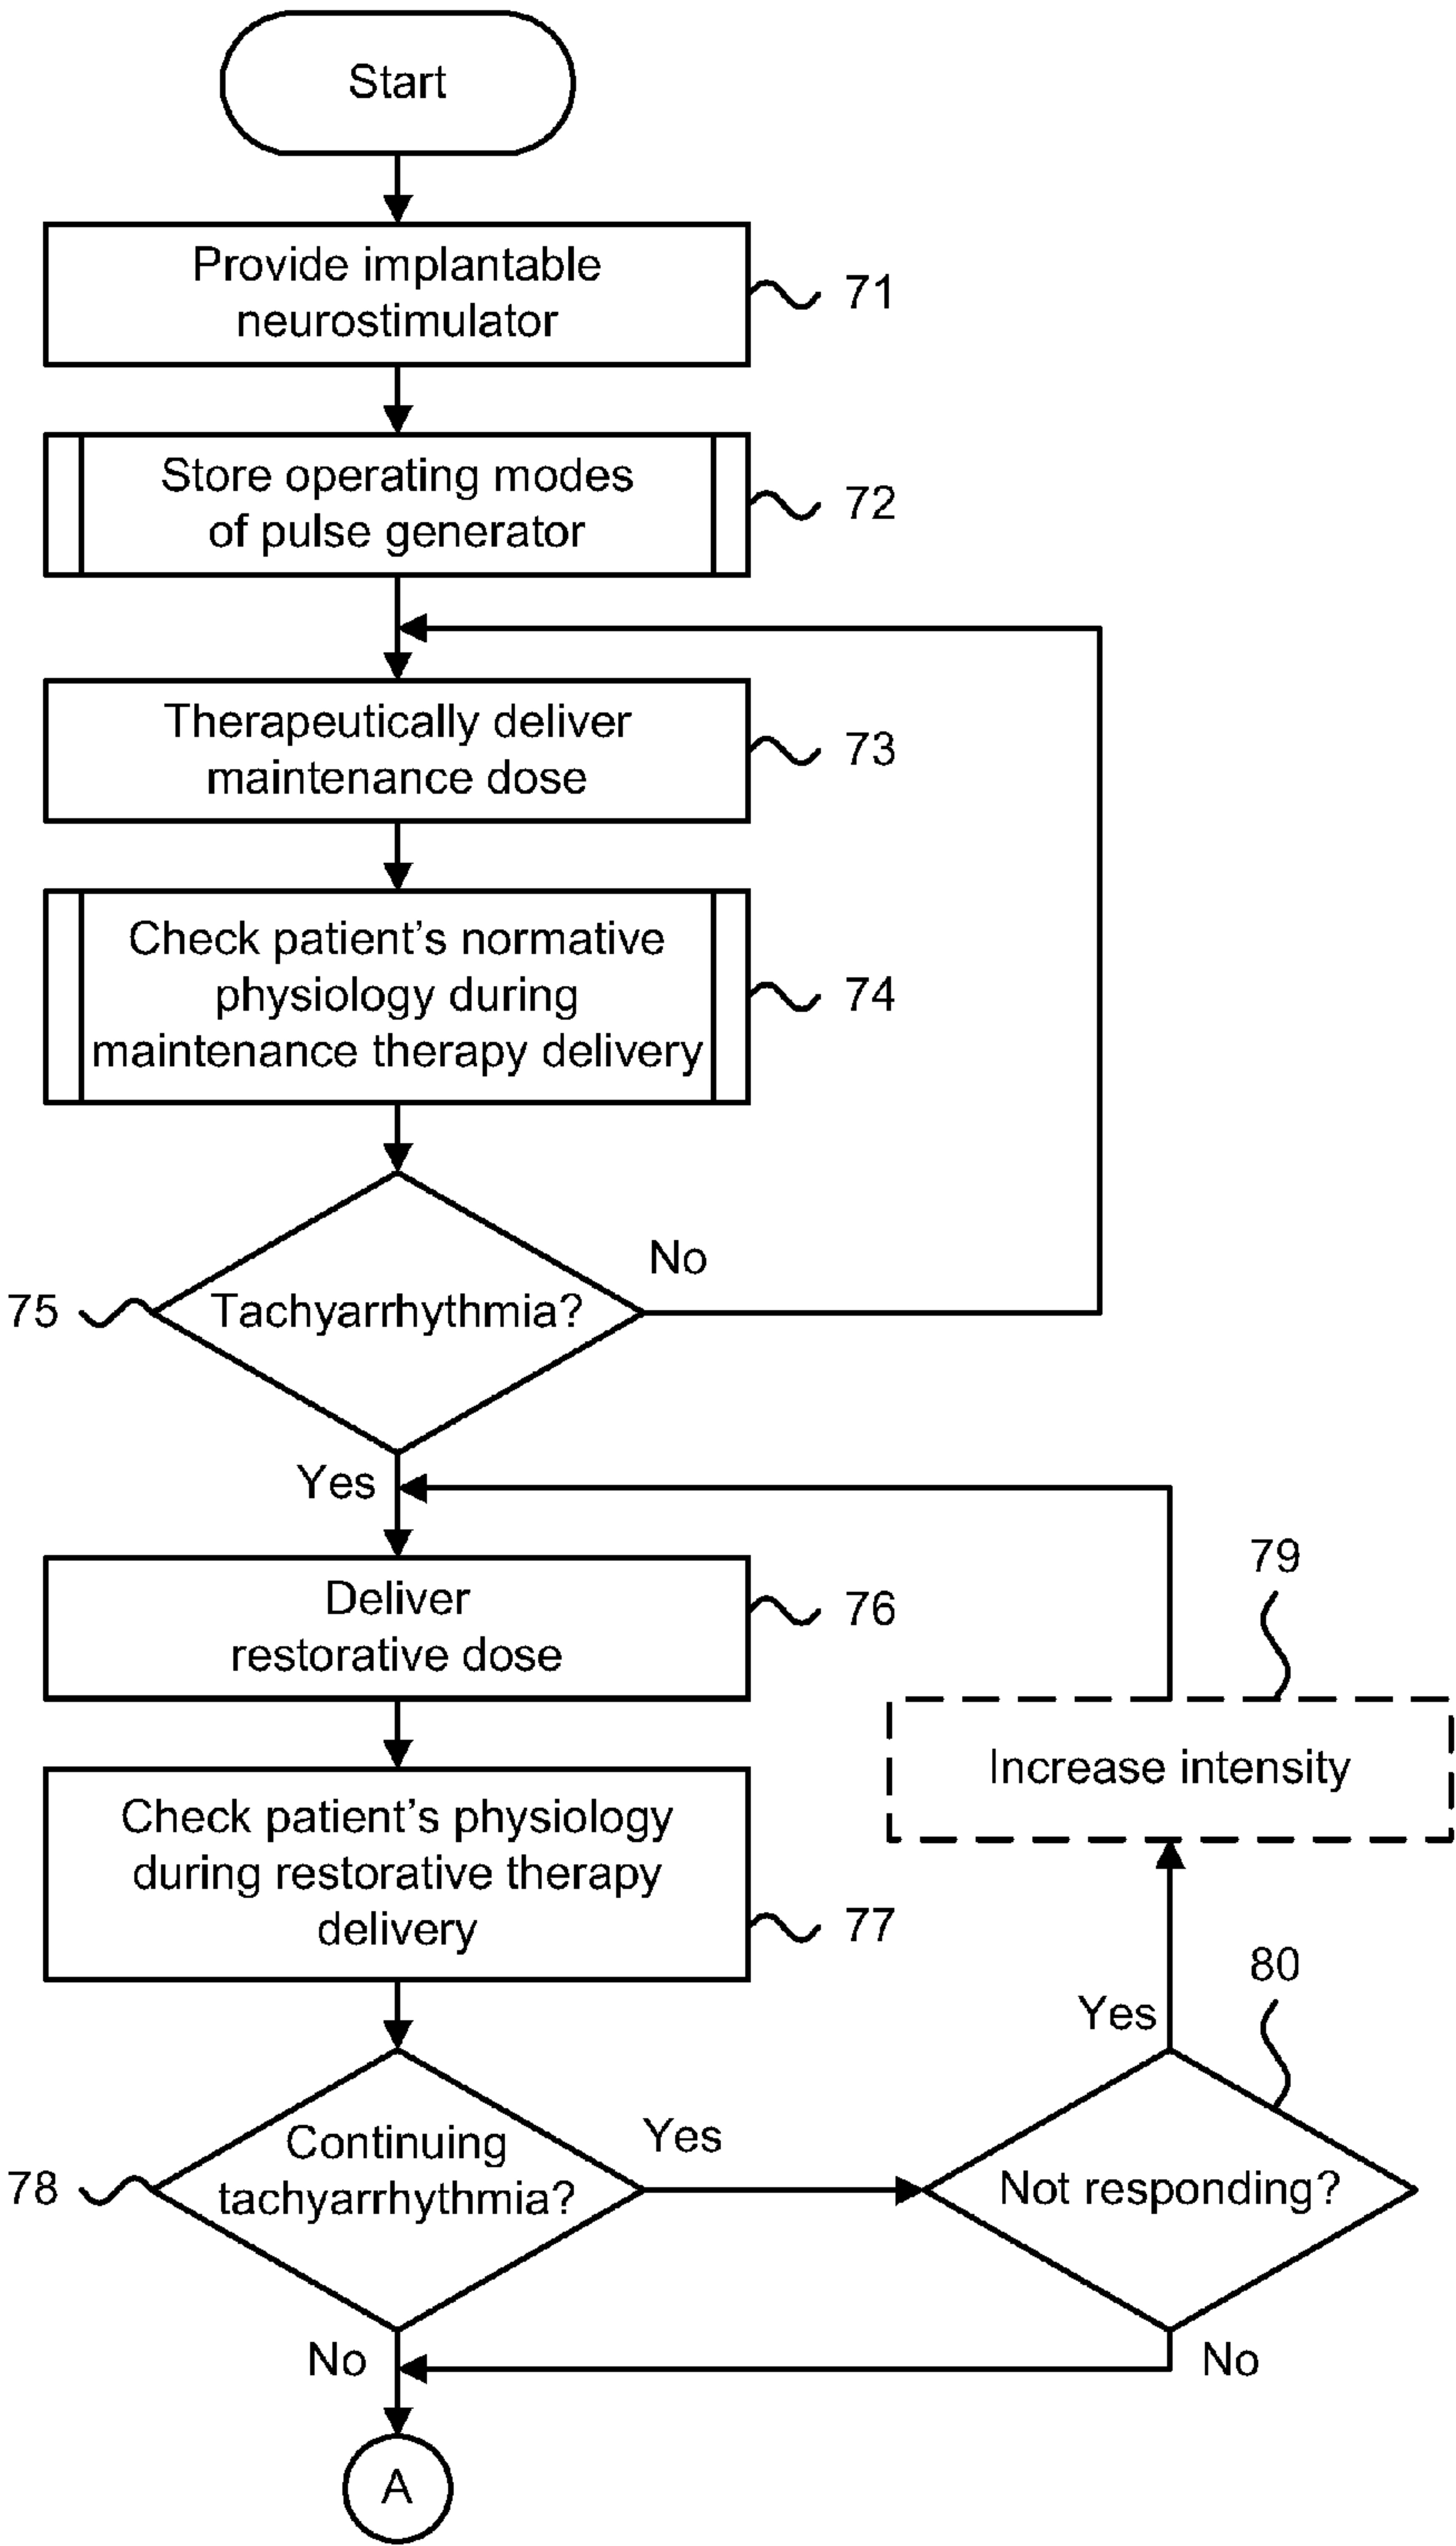 Start
Provide implantable
neurostimulator
71
Store operating modes
of pulse generator
72
Therapeutically deliver
maintenance dose
73
Check patient's normative
physiology during
maintenance therapy delivery
74
No
75
Tachyarrhythmia?
Yes
79
Deliver
restorative dose
76
Increase intensity
Check patient's physiology
during restorative therapy
delivery
77
80
Yes
Continuing
tachyarrhythmia?
78
Yes
Not responding?
No
No
A